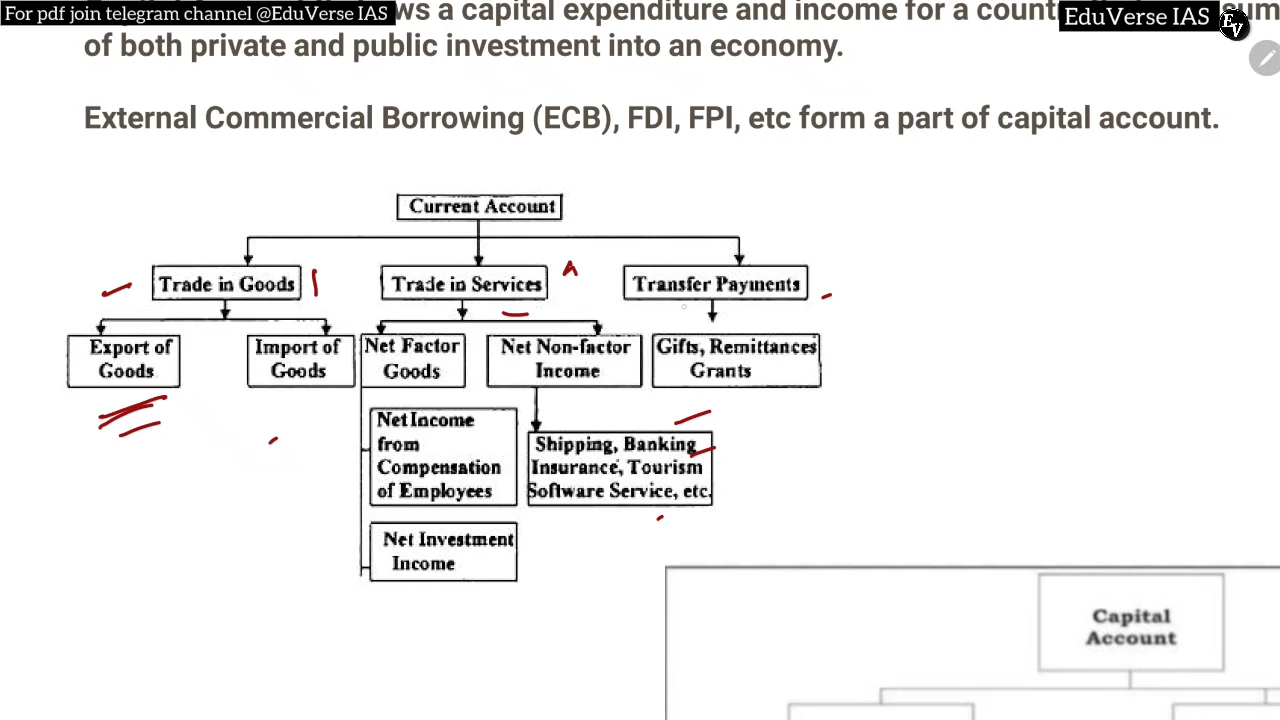 For pdf join telegram channel @EduVerse IAS
ws a capital expenditure and income for a count
EduVerse IAS
sum
EV
of both private and public investment into an economy.
External Commercial Borrowing (ECB), FDI, FPI, etc form a part of capital account.
Current Account
Trade in Goods
Trade in Services
Transfer Payments
Export of
Goods
Import of
Goods
Net Factor
Goods
Net Non-factor
Income
Gifts, Remittances
Grants
Net Income
from
Compensation
of Employees
Shipping, Banking
Insurance, Tourism
Software Service, etc.
Net Investment
Income
Capital
Account